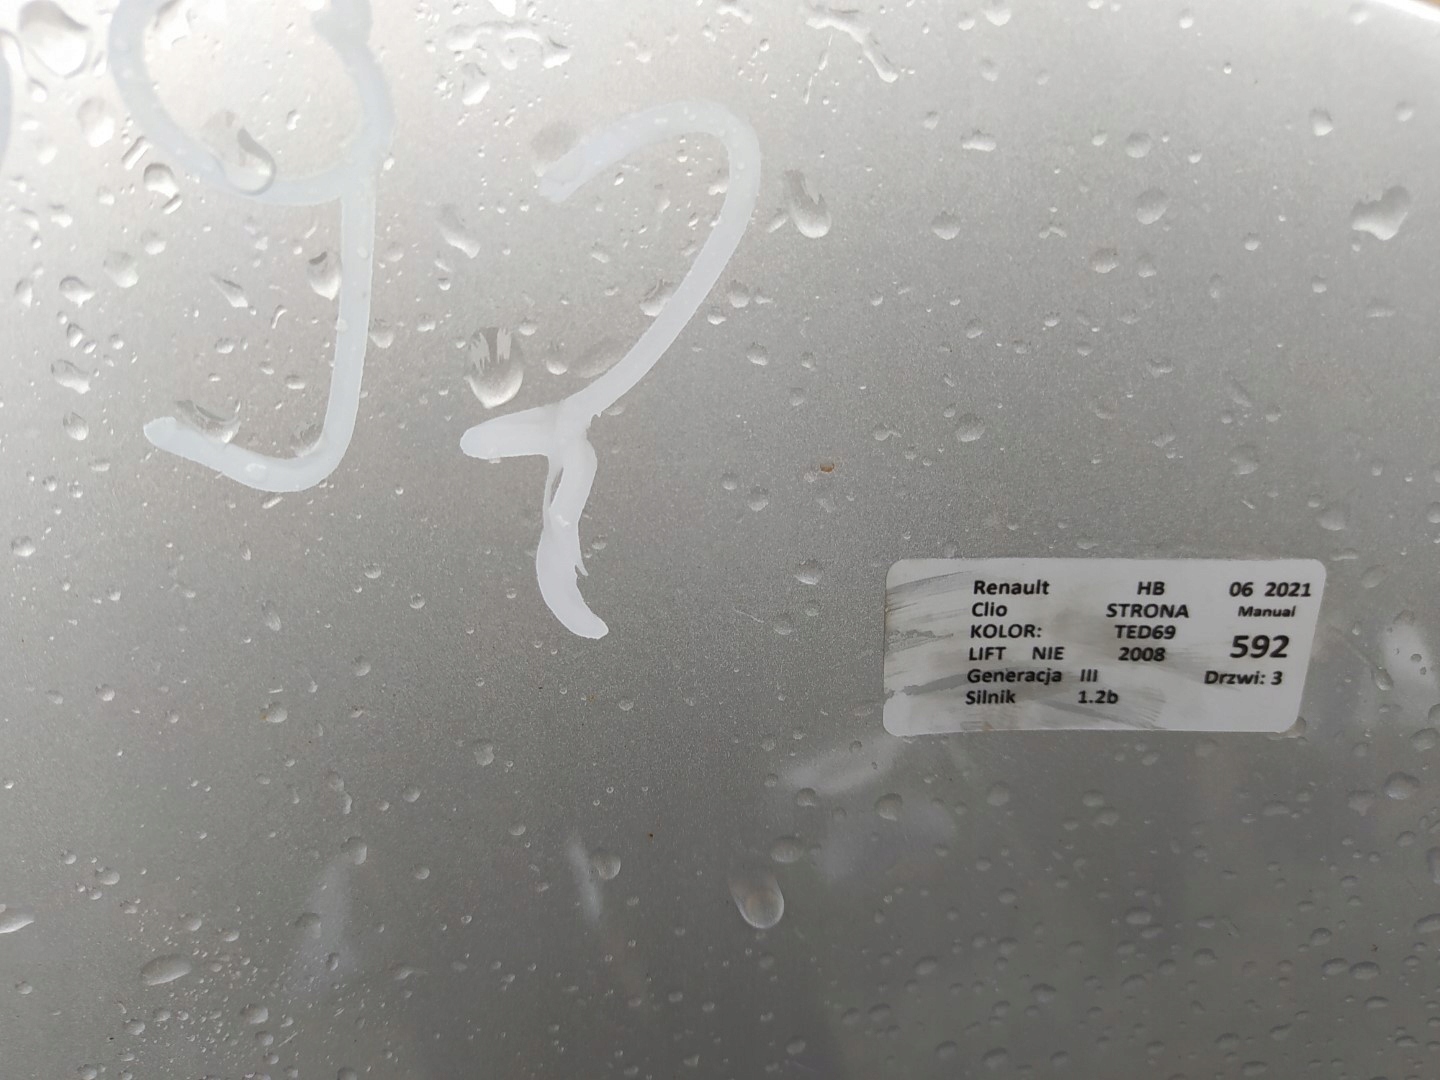 92
Renault HB 06 2021
Clio STRONA Manual
KOLOR: TED69
592
LIFT NIE 2008
Generacja III Drzwi: 3
Silnik 1.2b